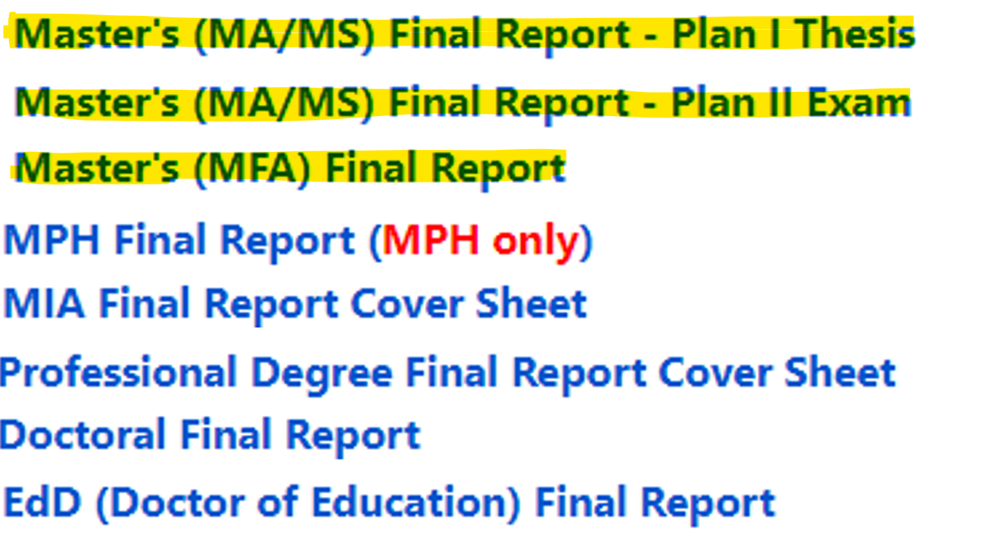 Master's (MA/MS) Final Report - Plan I Thesis
Master's (MA/MS) Final Report - Plan II Exam
Master's (MFA) Final Report
MPH Final Report (MPH only)
MIA Final Report Cover Sheet
Professional Degree Final Report Cover Sheet
Doctoral Final Report
EdD (Doctor of Education) Final Report